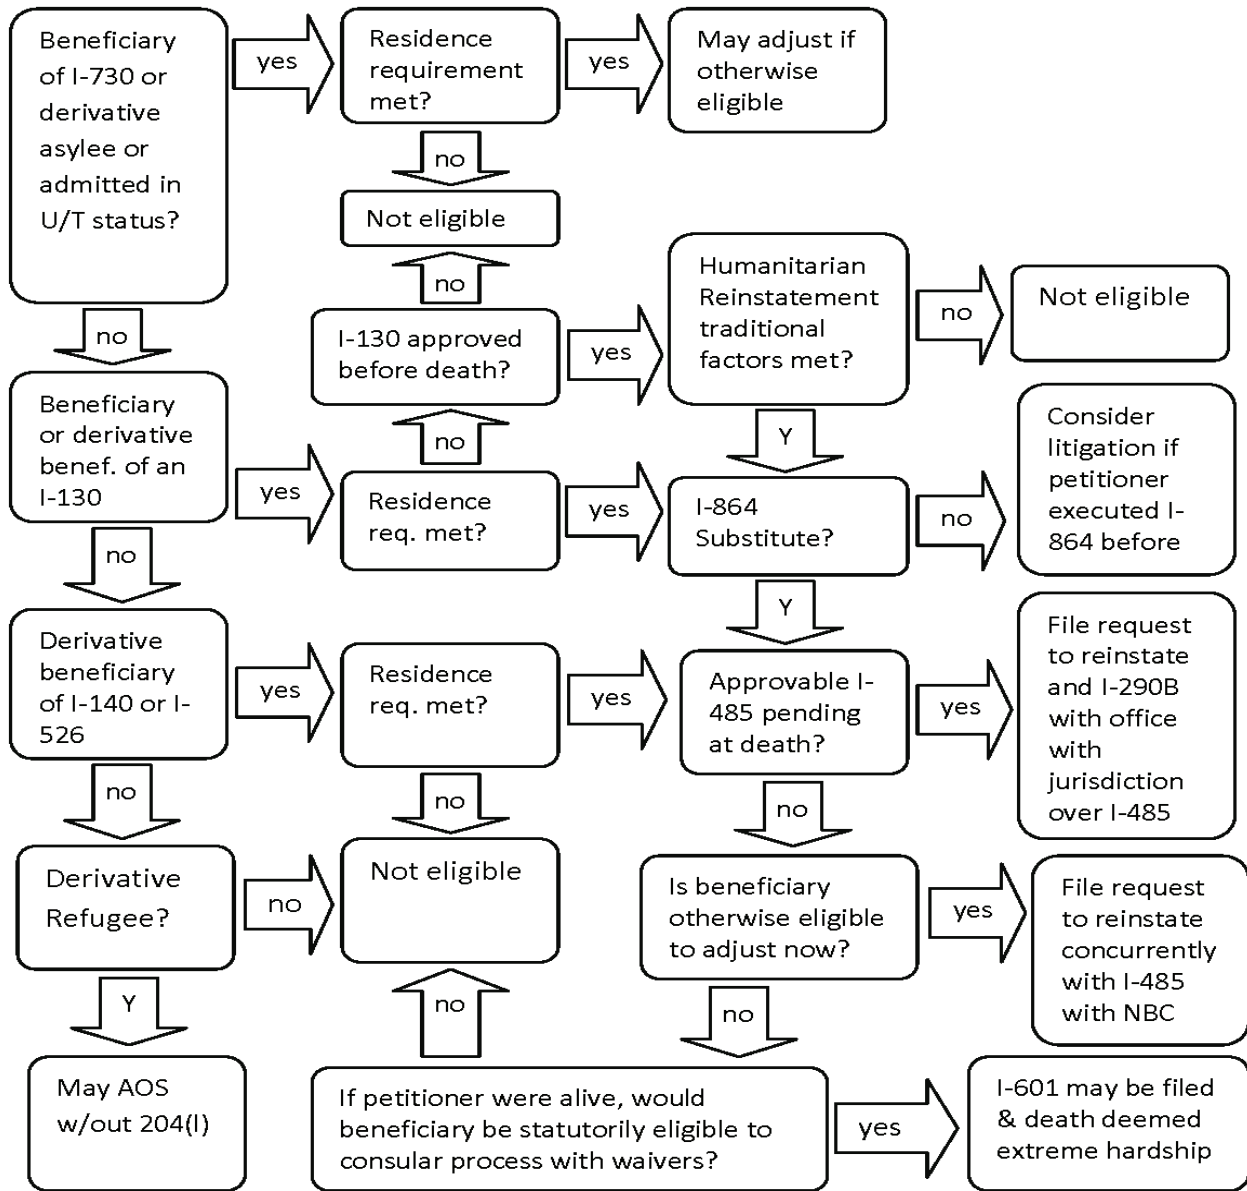 Beneficiary
of I-730 or
derivative
asylee or
admitted in
U/T status?
yes
Residence
requirement
met?
yes
May adjust if
otherwise
eligible
no
Not eligible
no
no
I-130 approved
before death?
yes
Humanitarian
Reinstatement
traditional
factors met?
no
Not eligible
Beneficiary
or derivative
benef. of an
I-130
yes
no
Residence
req. met?
yes
Y
I-864
Substitute?
no
Consider
litigation if
petitioner
executed I-
864 before
no
Y
Derivative
beneficiary
of I-140 or I-
526
yes
Residence
req. met?
yes
Approvable I-
485 pending
at death?
yes
File request
to reinstate
and I-290B
with office
with
jurisdiction
over I-485
no
no
no
Derivative
Refugee?
no
Not eligible
Is beneficiary
otherwise eligible
to adjust now?
yes
File request
to reinstate
concurrently
with I-485
with NBC
Y
no
no
May AOS
w/out 204(l)
If petitioner were alive, would
beneficiary be statutorily eligible to
consular process with waivers?
yes
I-601 may be filed
& death deemed
extreme hardship